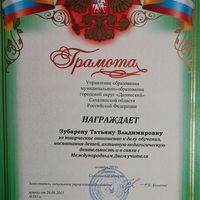 Грамота
Управление образования
муниципального образования
городской округ «Долинский»
Сахалинской области
Российской Федерации
НАГРАЖДАЕТ
Зубареву Татьяну Владимировну
за творческое отношение к делу обучения,
воспитания детей, активную педагогическую
деятельность и в связи с
Международным Днем учителя